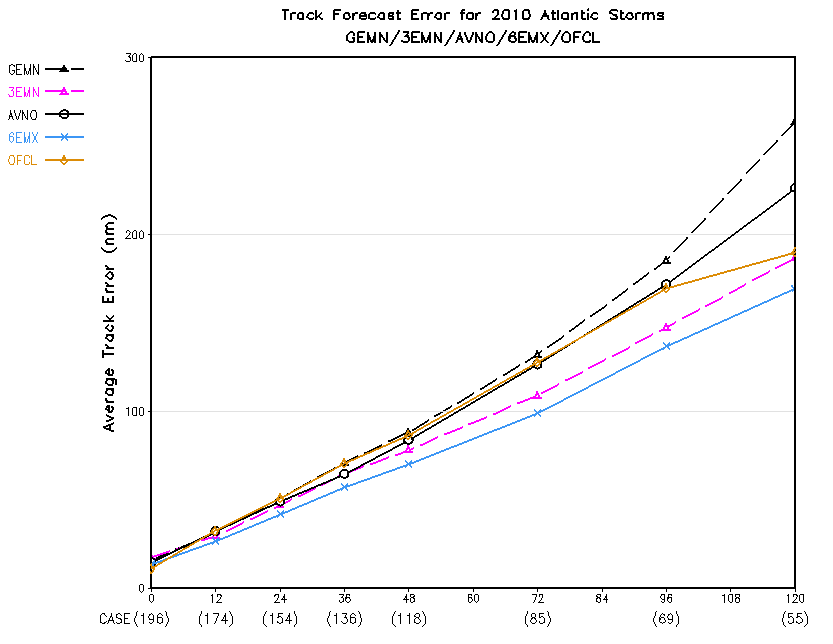 Track Forecast Error for 2010 Atlantic Storms
GEMN/3EMN/AVNO/6EMX/OFCL
GEMN
3EMN
AVNO
6EMX
OFCL
Average Track Error (nm)
300
200
100
0
0 12 24 36 48 60 72 84 96 108 120
CASE (196) (174) (154) (136) (118) (85) (69) (55)